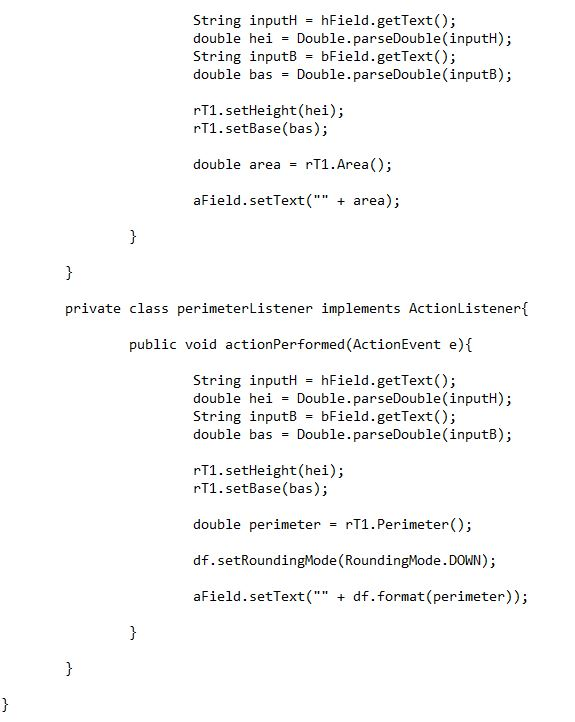 String inputH = hField.getText();
double hei = Double.parseDouble(inputH);
String inputB = bField.getText();
double bas = Double.parseDouble(inputB);
rT1.setHeight(hei);
rT1.setBase(bas);
double area = rT1.Area();
aField.setText("" + area);
}
}
private class perimeterListener implements ActionListener{
public void actionPerformed(ActionEvent e){
String inputH = hField.getText();
double hei = Double.parseDouble(inputH);
String inputB = bField.getText();
double bas = Double.parseDouble(inputB);
rT1.setHeight(hei);
rT1.setBase(bas);
double perimeter = rT1.Perimeter();
df.setRoundingMode(RoundingMode.DOWN);
aField.setText("" + df.format(perimeter));
}
}
}